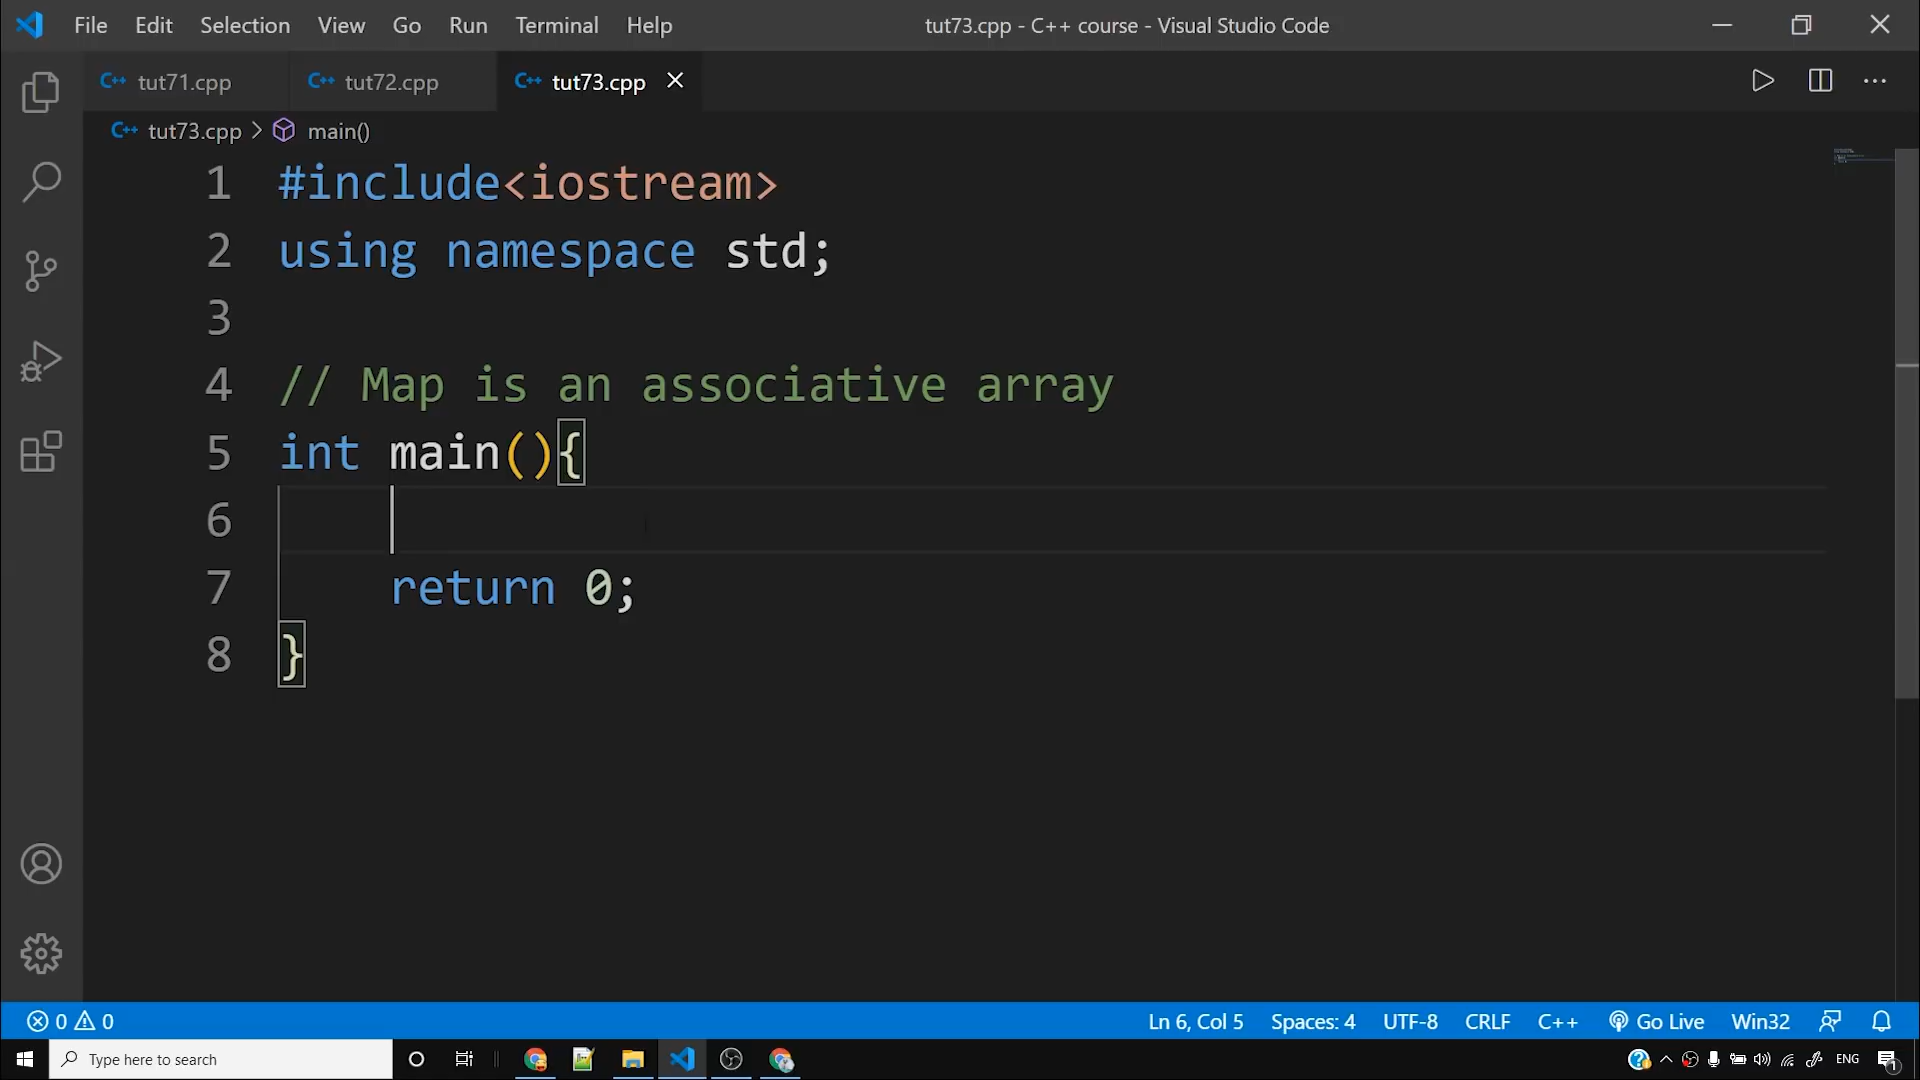 File Edit Selection View Go Run Terminal Help tut73.cpp - C++ course - Visual Studio Code
C++ tut71.cpp C++ tut72.cpp C++ tut73.cpp
C++ tut73.cpp > main()
1 #include<iostream>
2 using namespace std;
3
4 // Map is an associative array
5 int main(){
6
7 return 0;
8 }
0 0 Ln 6, Col 5 Spaces: 4 UTF-8 CRLF C++ Go Live Win32
Type here to search ENG 1